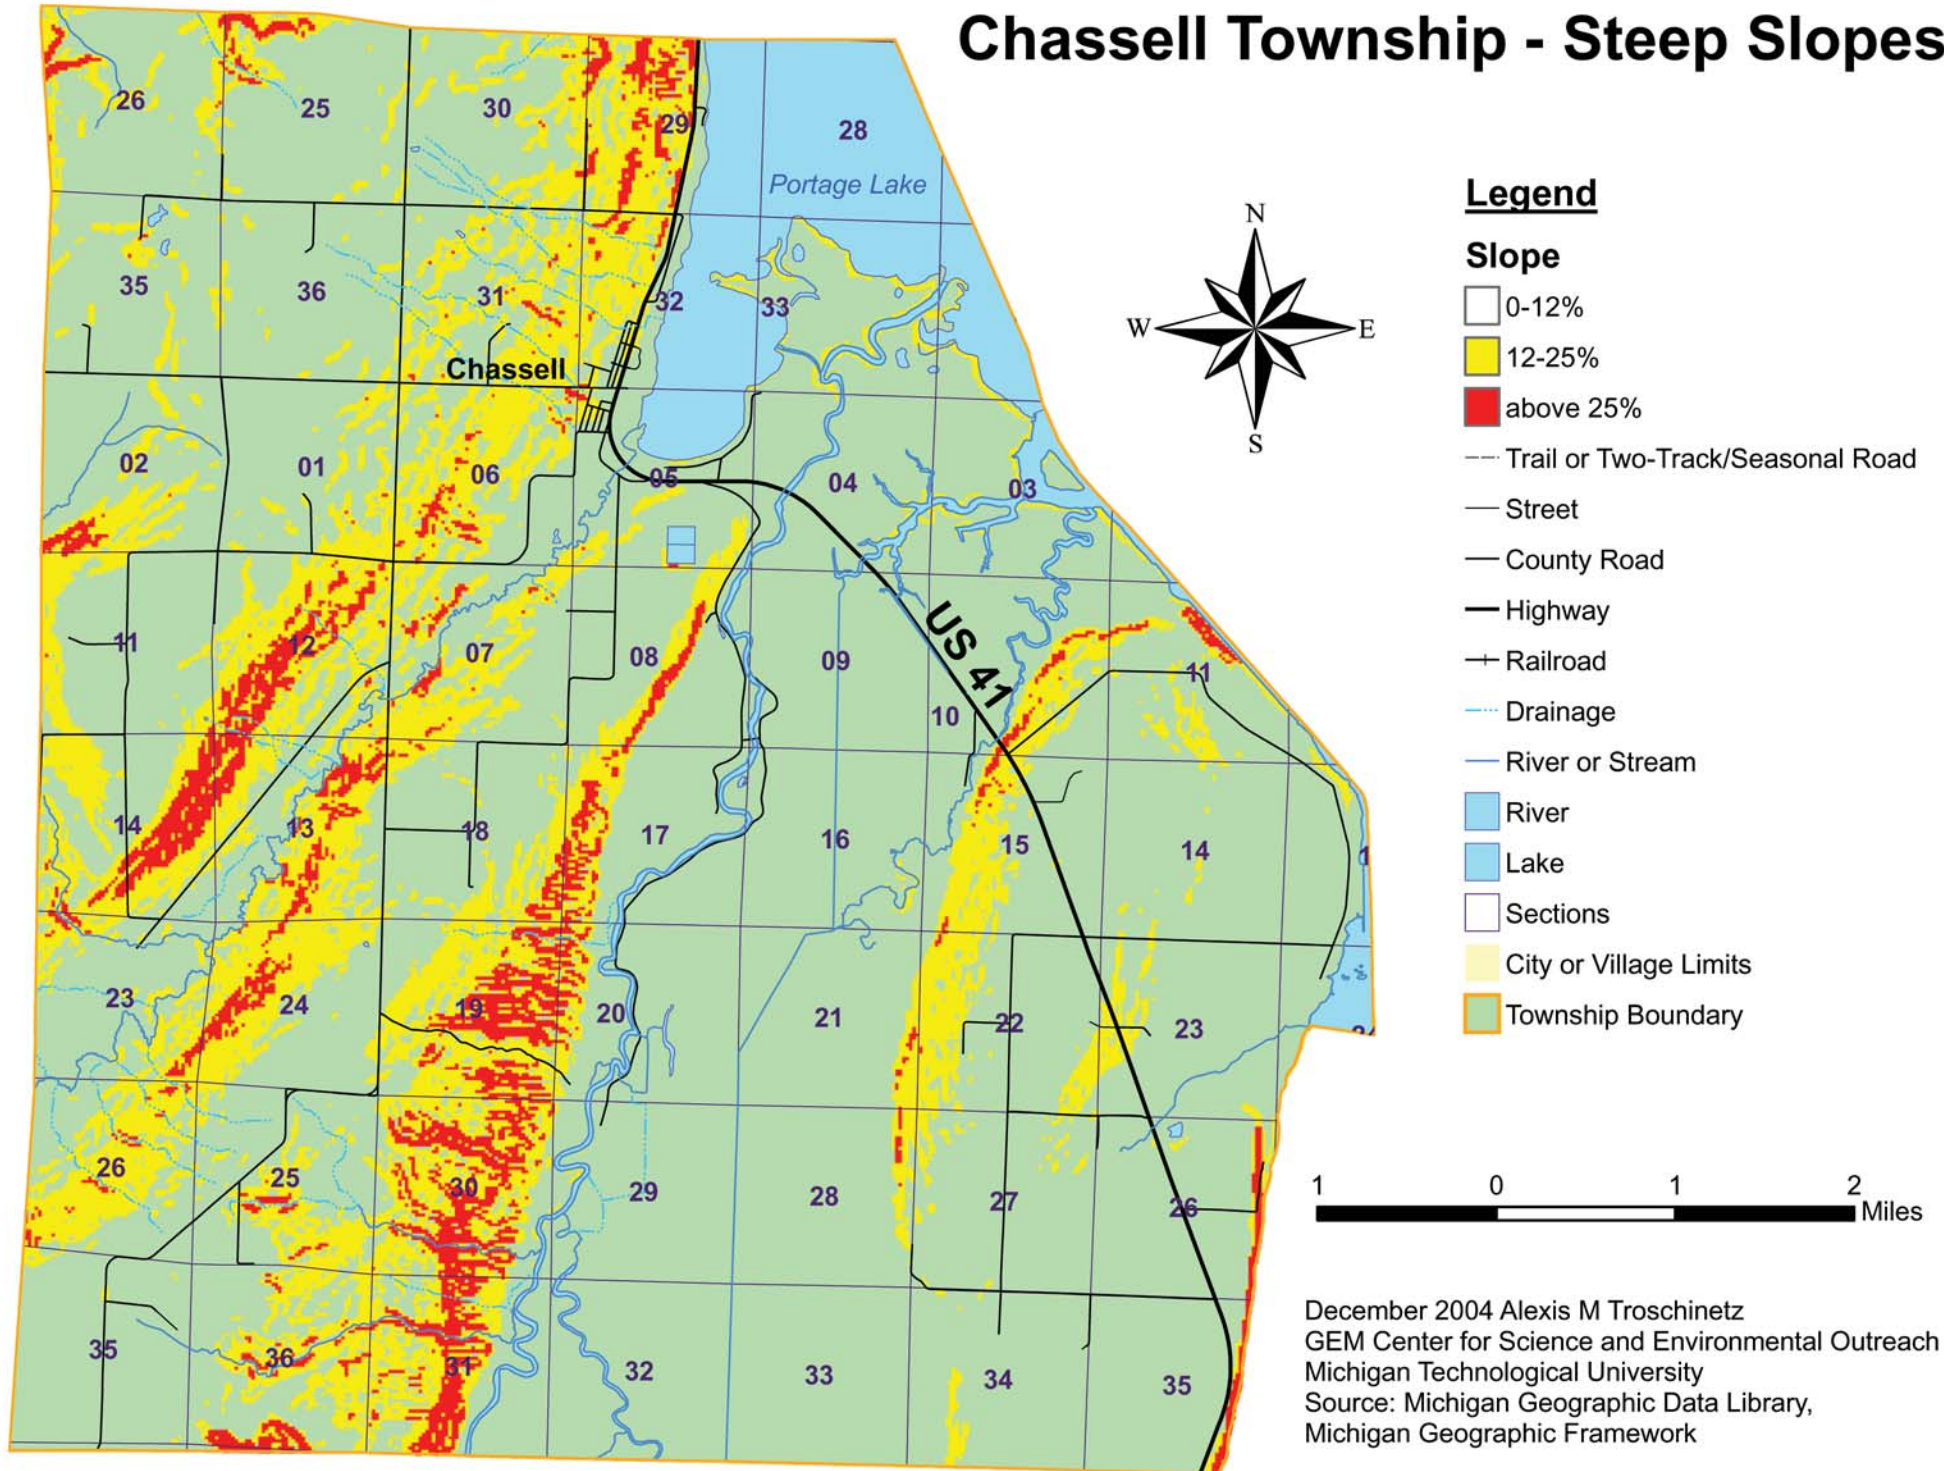 Chassell Township - Steep Slopes
26
25
30
29
28
Portage Lake
35
36
31
32
33
Chassell
02
01
06
05
04
03
11
12
07
08
09
10
11
US 41
14
13
18
17
16
15
14
23
24
19
20
21
22
23
26
25
30
29
28
27
26
35
36
31
32
33
34
35
N
W
E
S
Legend
Slope
0-12%
12-25%
above 25%
Trail or Two-Track/Seasonal Road
Street
County Road
Highway
Railroad
Drainage
River or Stream
River
Lake
Sections
City or Village Limits
Township Boundary
1 0 1 2
Miles
December 2004 Alexis M Troschinetz
GEM Center for Science and Environmental Outreach
Michigan Technological University
Source: Michigan Geographic Data Library,
Michigan Geographic Framework